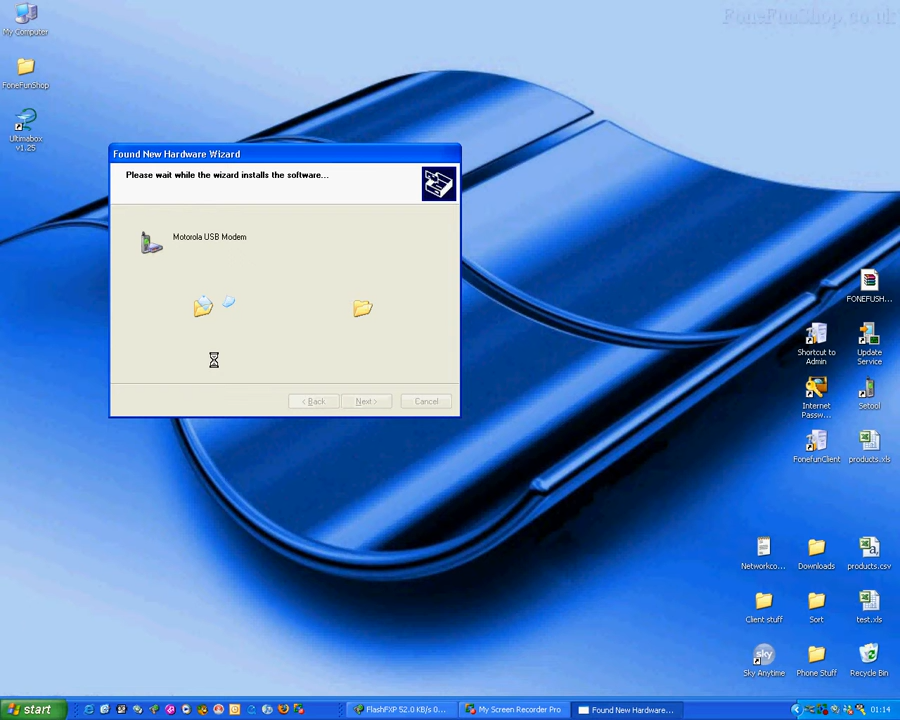 FoneFunShop.co.uk
My Computer
FoneFunShop
Ultimabox
v1.25
Found New Hardware Wizard
Please wait while the wizard installs the software...
Motorola USB Modem
< Back
Next >
Cancel
FONEFUSH...
Shortcut to
Admin
Update
Service
Internet
Passw...
Setool
FonefunClient
products.xls
Networkco...
Downloads
products.csv
Client stuff
Sort
test.xls
sky
Sky Anytime
Phone Stuff
Recycle Bin
start
FlashFXP 52.0 KB/s 0...
My Screen Recorder Pro
Found New Hardware...
01:14